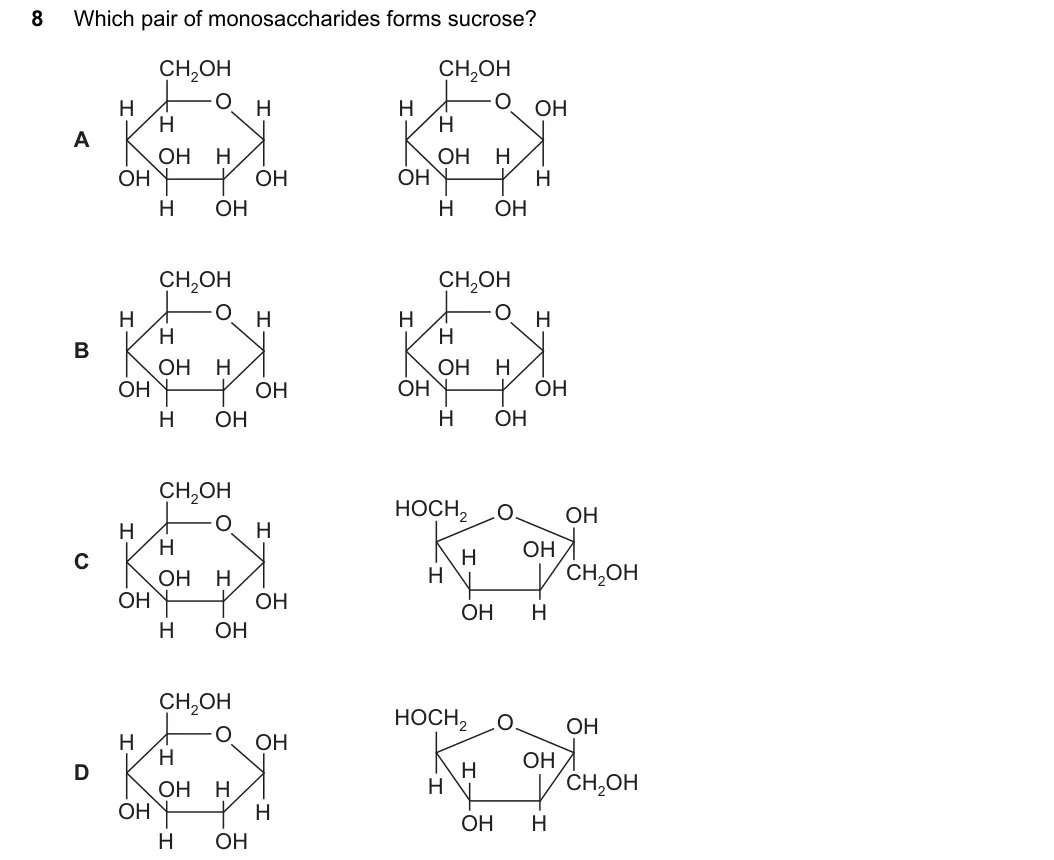 8 Which pair of monosaccharides forms sucrose?
CH₂OH CH₂OH
H O H H O OH
H H
A
OH H OH H
OH OH OH H
H OH H OH
CH₂OH CH₂OH
H O H H O H
H H
B
OH H OH H
OH OH OH OH
H OH H OH
CH₂OH
HOCH₂ O OH
H O H
H OH
C H H
OH H CH₂OH
OH OH
H OH OH H
CH₂OH
HOCH₂ O OH
H O OH
H OH
D H H
OH H CH₂OH
OH H
H OH OH H